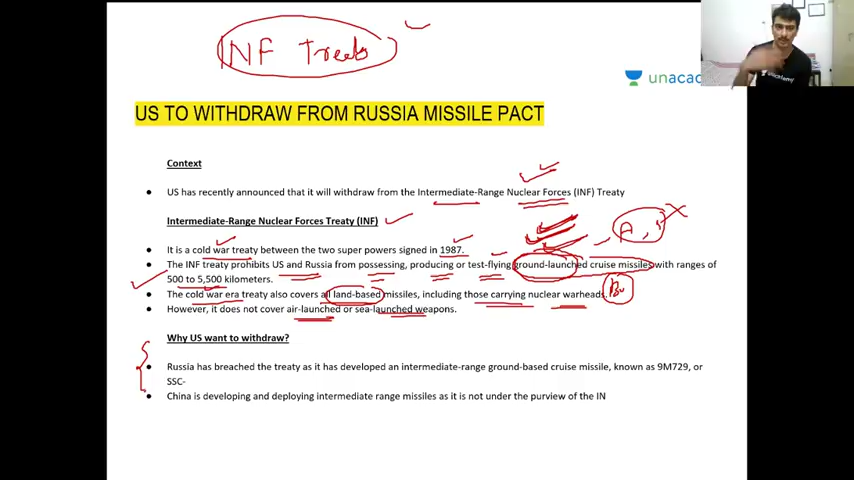 INF Treaty
unaca
unacademy
US TO WITHDRAW FROM RUSSIA MISSILE PACT
Context
US has recently announced that it will withdraw from the Intermediate-Range Nuclear Forces (INF) Treaty
Intermediate-Range Nuclear Forces Treaty (INF)
A,
It is a cold war treaty between the two super powers signed in 1987.
The INF treaty prohibits US and Russia from possessing, producing or test-flying ground-launched cruise missiles with ranges of
500 to 5,500 kilometers.
The cold war era treaty also covers all land-based missiles, including those carrying nuclear warheads.
However, it does not cover air-launched or sea-launched weapons.
Why US want to withdraw?
Russia has breached the treaty as it has developed an intermediate-range ground-based cruise missile, known as 9M729, or
SSC-
China is developing and deploying intermediate range missiles as it is not under the purview of the IN